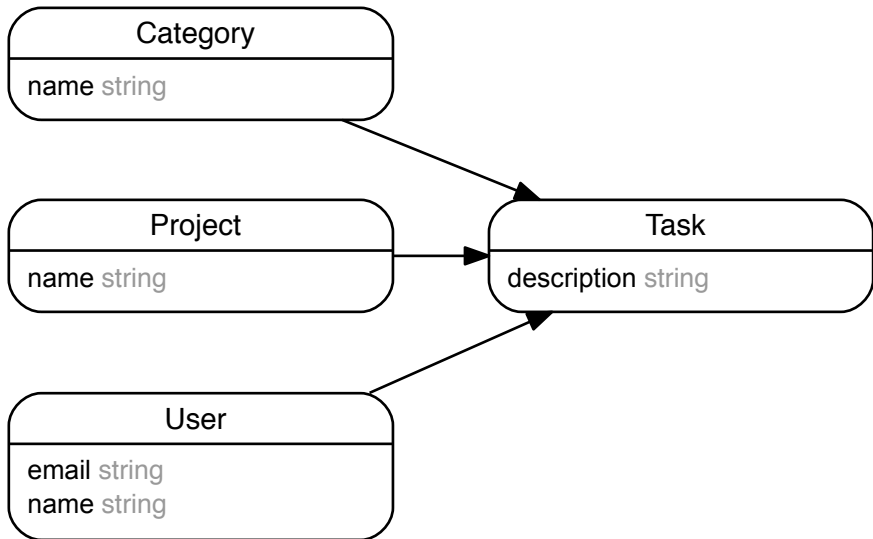 Category
name string
Project
name string
Task
description string
User
email string
name string